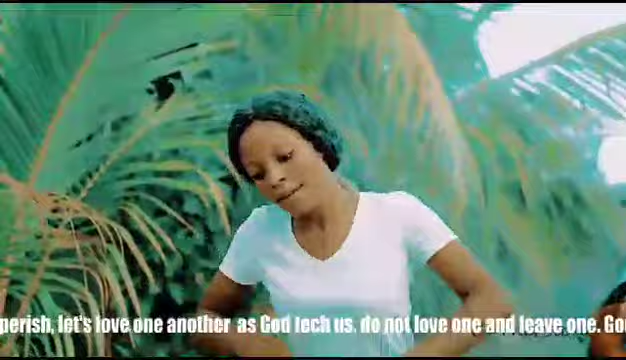 perish, let's love one another as God tech us. do not love one and leave one. Go